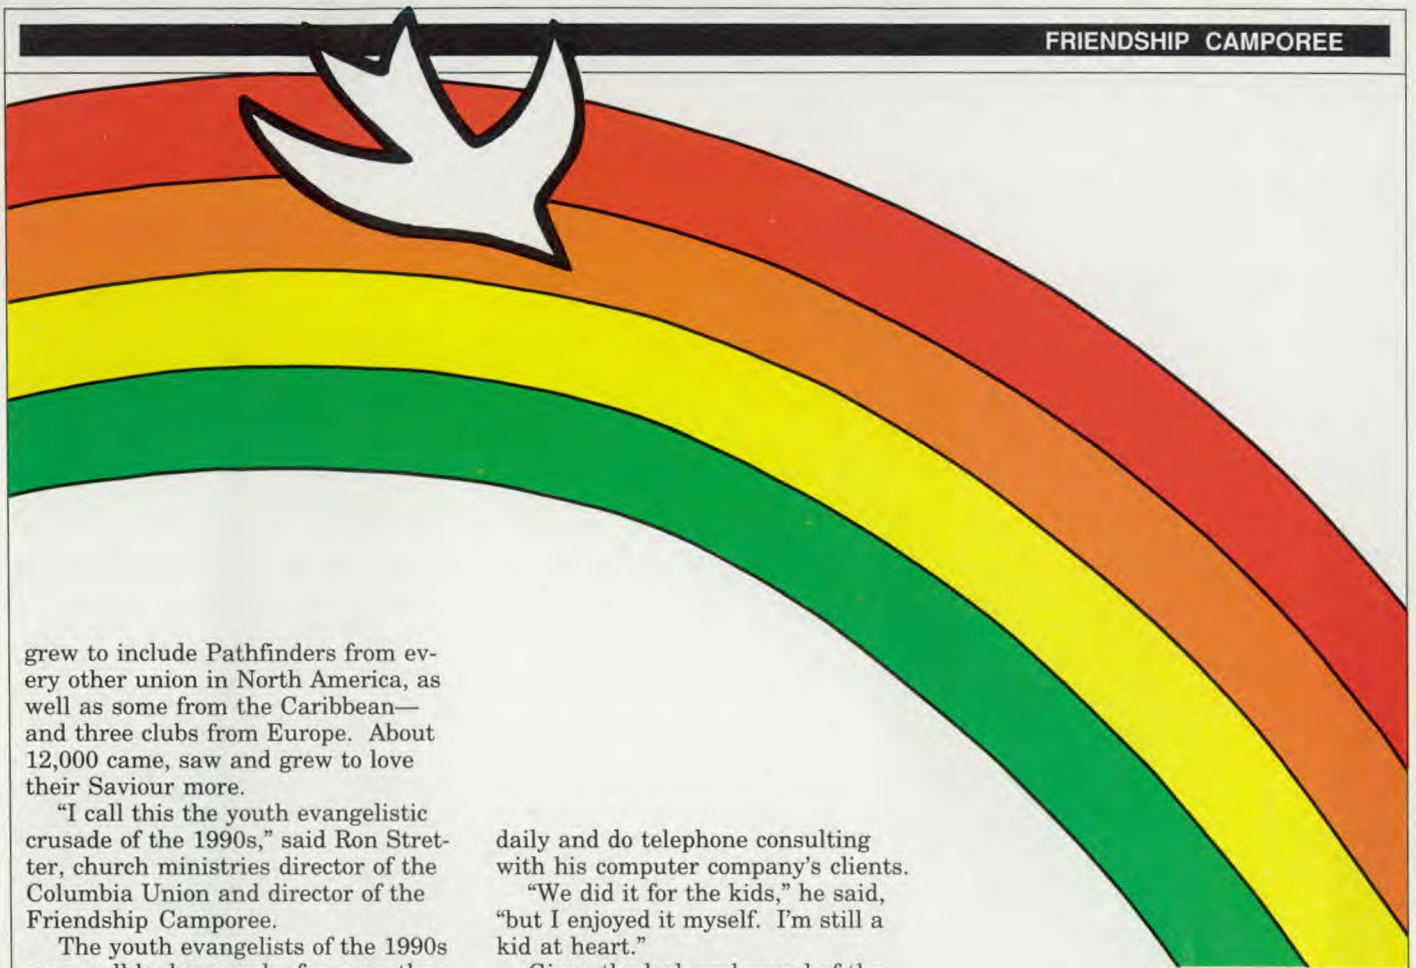 FRIENDSHIP CAMPOREE
grew to include Pathfinders from ev-
ery other union in North America, as
well as some from the Caribbean—
and three clubs from Europe. About
12,000 came, saw and grew to love
their Saviour more.
“I call this the youth evangelistic
crusade of the 1990s,” said Ron Stret-
ter, church ministries director of the
Columbia Union and director of the
Friendship Camporee.
The youth evangelists of the 1990s
daily and do telephone consulting
with his computer company’s clients.
“We did it for the kids,” he said,
“but I enjoyed it myself. I’m still a
kid at heart.”